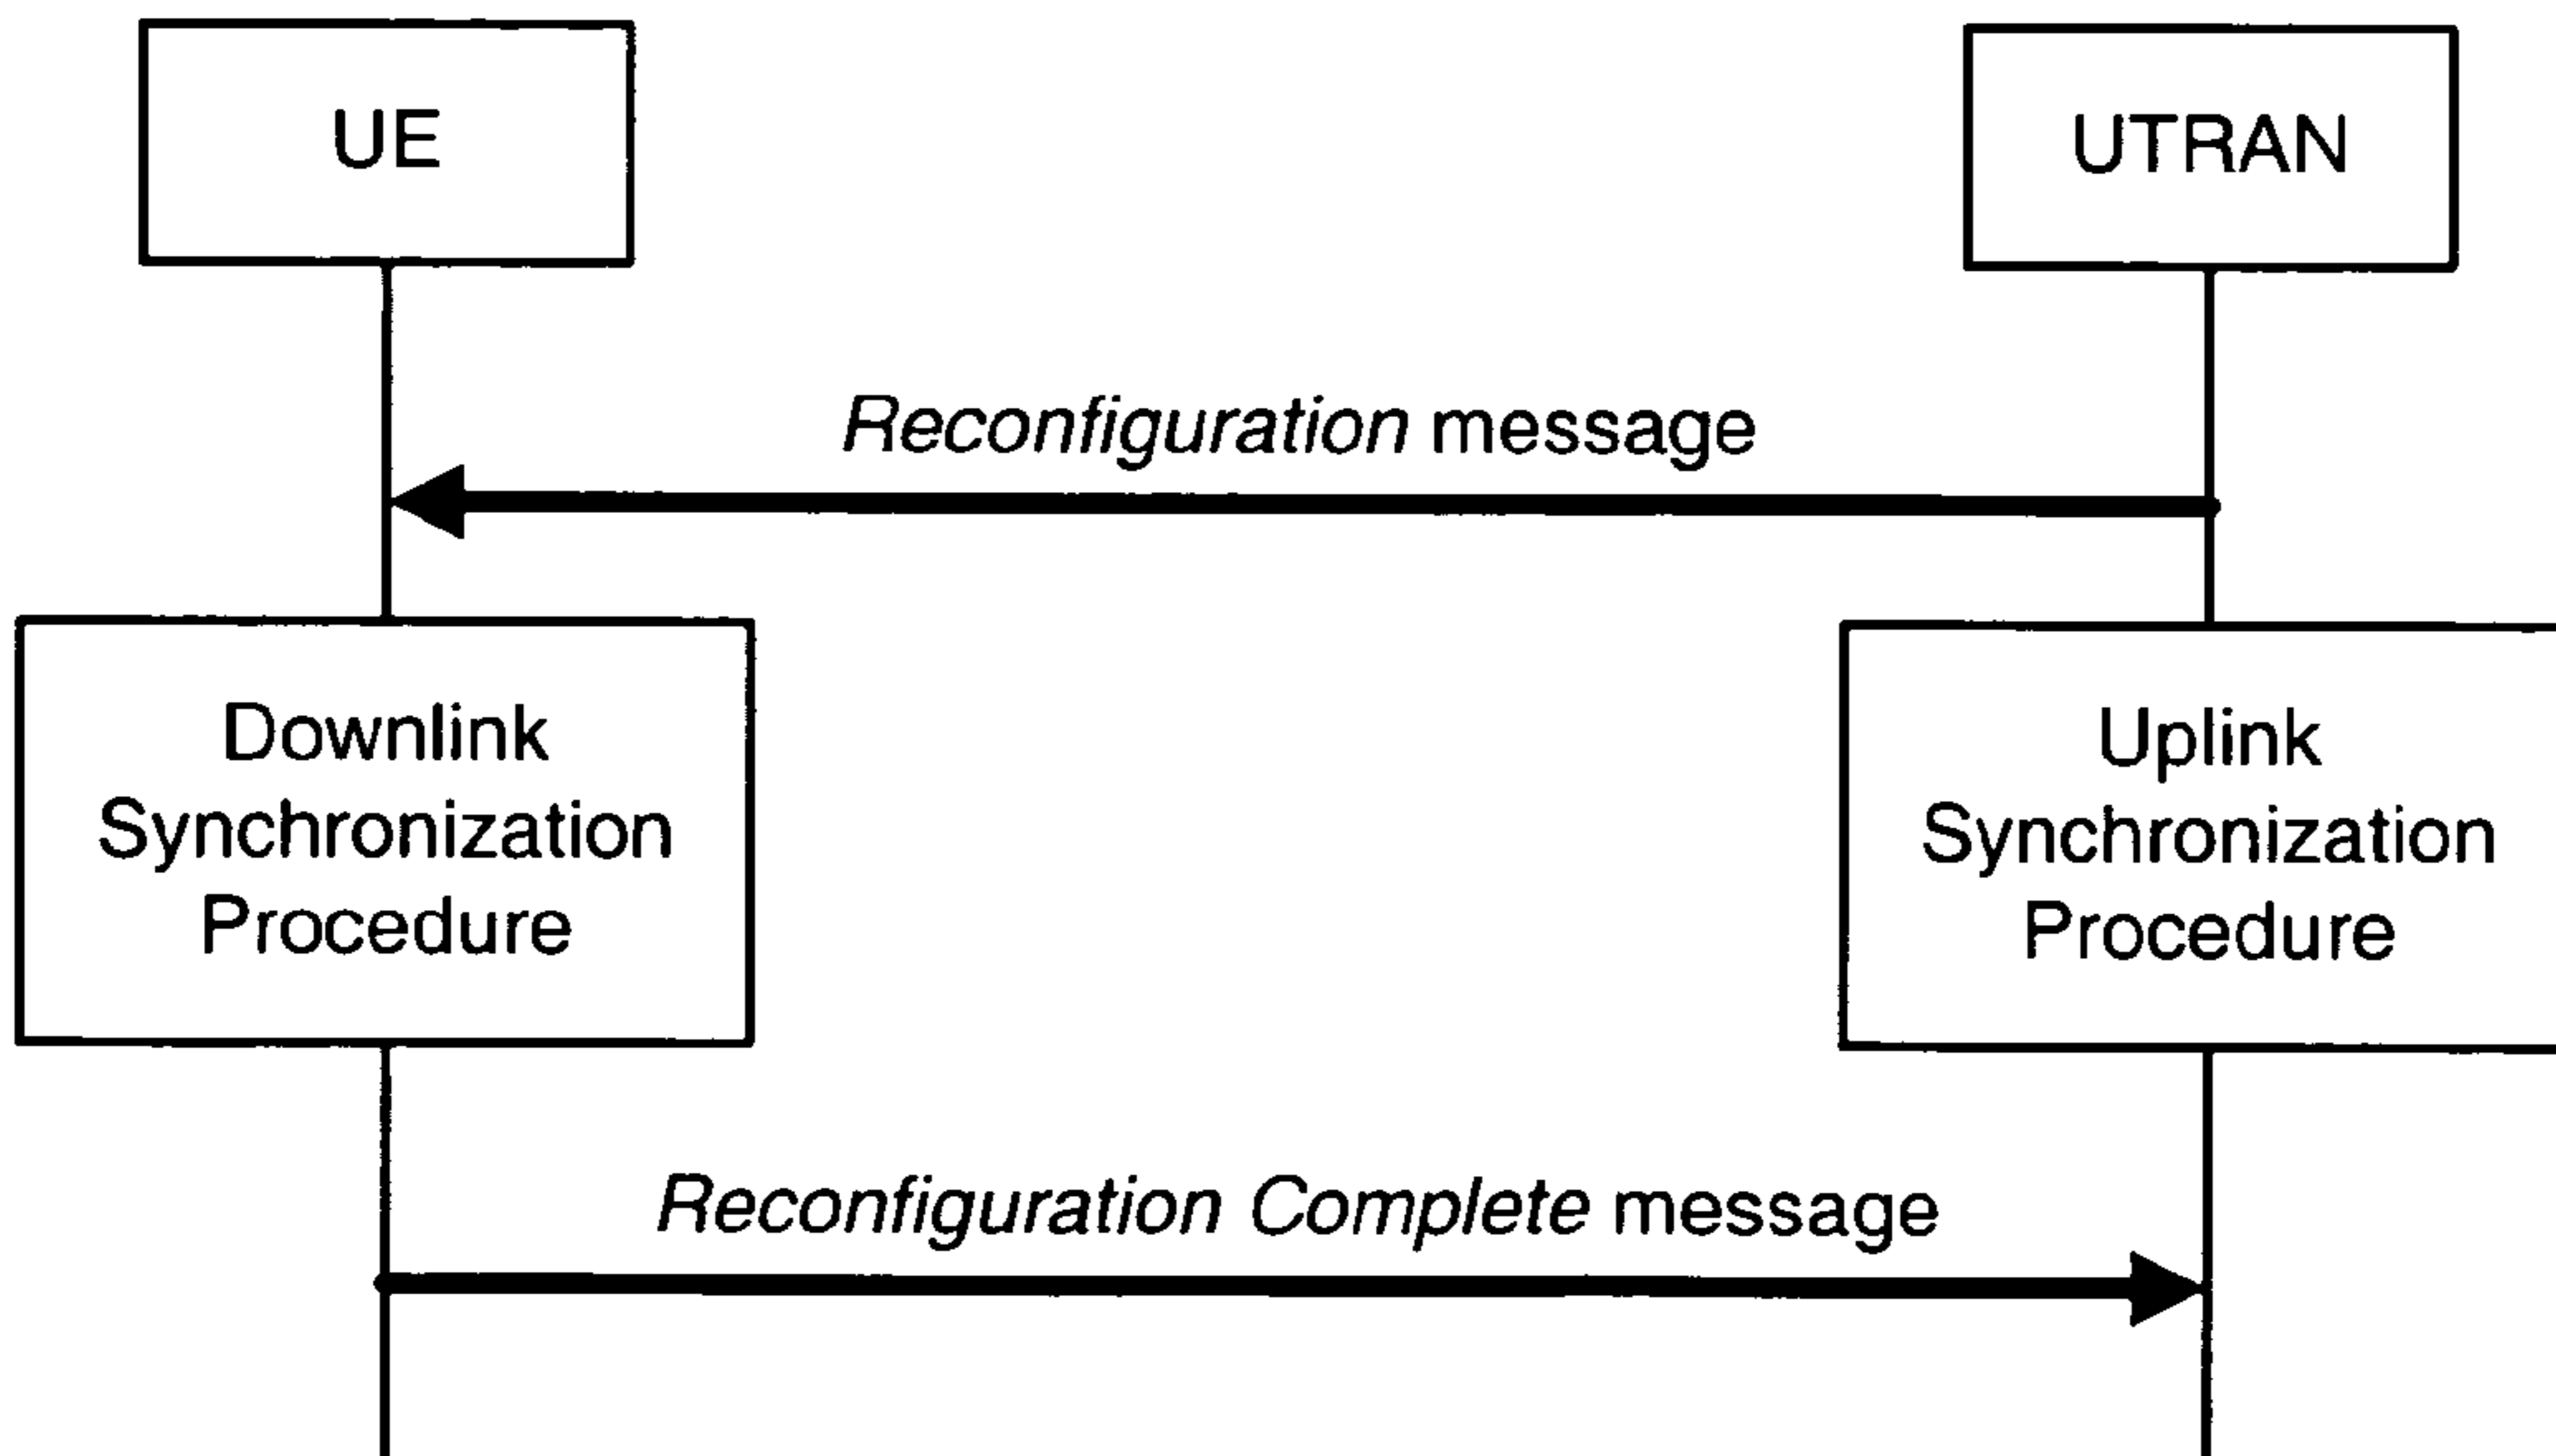 UE
UTRAN
Reconfiguration message
Downlink
Synchronization
Procedure
Uplink
Synchronization
Procedure
Reconfiguration Complete message